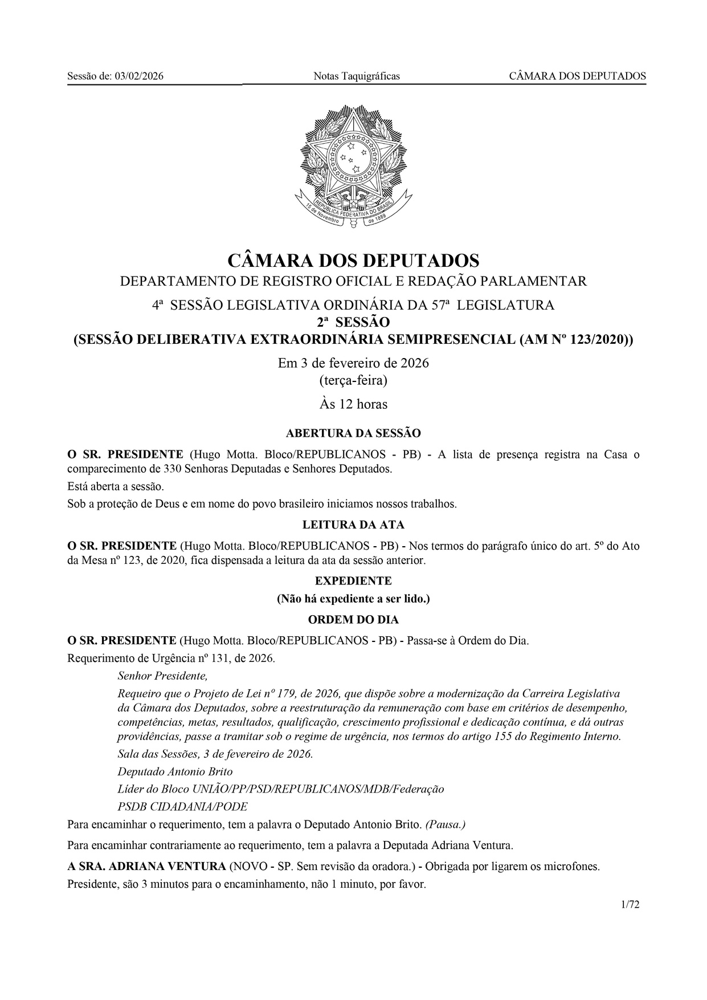 Sessão de: 03/02/2026 Notas Taquigráficas CÂMARA DOS DEPUTADOS
REPÚBLICA FEDERATIVA DO BRASIL
15 de Novembro de 1889
CÂMARA DOS DEPUTADOS
DEPARTAMENTO DE REGISTRO OFICIAL E REDAÇÃO PARLAMENTAR
4ª SESSÃO LEGISLATIVA ORDINÁRIA DA 57ª LEGISLATURA
2ª SESSÃO
(SESSÃO DELIBERATIVA EXTRAORDINÁRIA SEMIPRESENCIAL (AM Nº 123/2020))
Em 3 de fevereiro de 2026
(terça-feira)
Às 12 horas
ABERTURA DA SESSÃO
O SR. PRESIDENTE (Hugo Motta. Bloco/REPUBLICANOS - PB) - A lista de presença registra na Casa o
comparecimento de 330 Senhoras Deputadas e Senhores Deputados.
Está aberta a sessão.
Sob a proteção de Deus e em nome do povo brasileiro iniciamos nossos trabalhos.
LEITURA DA ATA
O SR. PRESIDENTE (Hugo Motta. Bloco/REPUBLICANOS - PB) - Nos termos do parágrafo único do art. 5º do Ato
da Mesa nº 123, de 2020, fica dispensada a leitura da ata da sessão anterior.
EXPEDIENTE
(Não há expediente a ser lido.)
ORDEM DO DIA
O SR. PRESIDENTE (Hugo Motta. Bloco/REPUBLICANOS - PB) - Passa-se à Ordem do Dia.
Requerimento de Urgência nº 131, de 2026.
Senhor Presidente,
Requeiro que o Projeto de Lei nº 179, de 2026, que dispõe sobre a modernização da Carreira Legislativa
da Câmara dos Deputados, sobre a reestruturação da remuneração com base em critérios de desempenho,
competências, metas, resultados, qualificação, crescimento profissional e dedicação contínua, e dá outras
providências, passe a tramitar sob o regime de urgência, nos termos do artigo 155 do Regimento Interno.
Sala das Sessões, 3 de fevereiro de 2026.
Deputado Antonio Brito
Líder do Bloco UNIÃO/PP/PSD/REPUBLICANOS/MDB/Federação
PSDB CIDADANIA/PODE
Para encaminhar o requerimento, tem a palavra o Deputado Antonio Brito. (Pausa.)
Para encaminhar contrariamente ao requerimento, tem a palavra a Deputada Adriana Ventura.
A SRA. ADRIANA VENTURA (NOVO - SP. Sem revisão da oradora.) - Obrigada por ligarem os microfones.
Presidente, são 3 minutos para o encaminhamento, não 1 minuto, por favor.
1/72